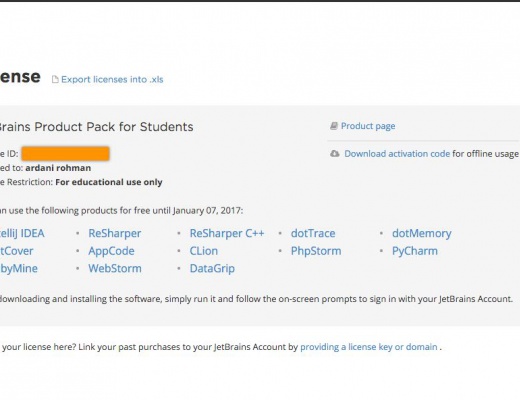 ense Export licenses into .xls
Brains Product Pack for Students
e ID:
ed to: ardani rohman
e Restriction: For educational use only
Product page
Download activation code for offline usage
an use the following products for free until January 07, 2017:
elliJ IDEA • ReSharper • ReSharper C++ • dotTrace • dotMemory
tCover • AppCode • CLion • PhpStorm • PyCharm
byMine • WebStorm • DataGrip
downloading and installing the software, simply run it and follow the on-screen prompts to sign in with your JetBrains Account.
your license here? Link your past purchases to your JetBrains Account by providing a license key or domain .